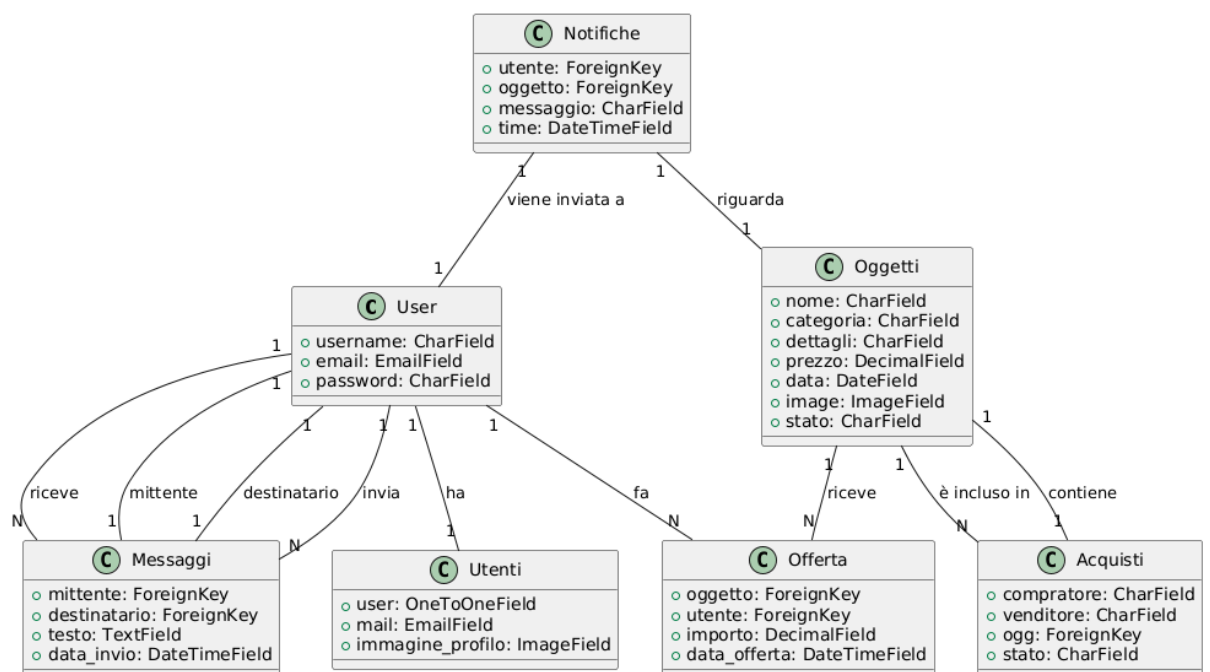 C Notifiche
utente: ForeignKey
oggetto: ForeignKey
messaggio: CharField
time: DateTimeField
1
1
viene inviata a
riguarda
1
1
C Oggetti
nome: CharField
categoria: CharField
dettagli: CharField
prezzo: DecimalField
data: DateField
image: ImageField
stato: CharField
C User
username: CharField
email: EmailField
password: CharField
1
1
1
1
1
1
1
1
1
riceve
mittente
destinatario
invia
ha
fa
riceve
è incluso in
contiene
N
1
1
N
1
N
N
N
1
C Messaggi
mittente: ForeignKey
destinatario: ForeignKey
testo: TextField
data_invio: DateTimeField
C Utenti
user: OneToOneField
mail: EmailField
immagine_profilo: ImageField
C Offerta
oggetto: ForeignKey
utente: ForeignKey
importo: DecimalField
data_offerta: DateTimeField
C Acquisti
compratore: CharField
venditore: CharField
ogg: ForeignKey
stato: CharField